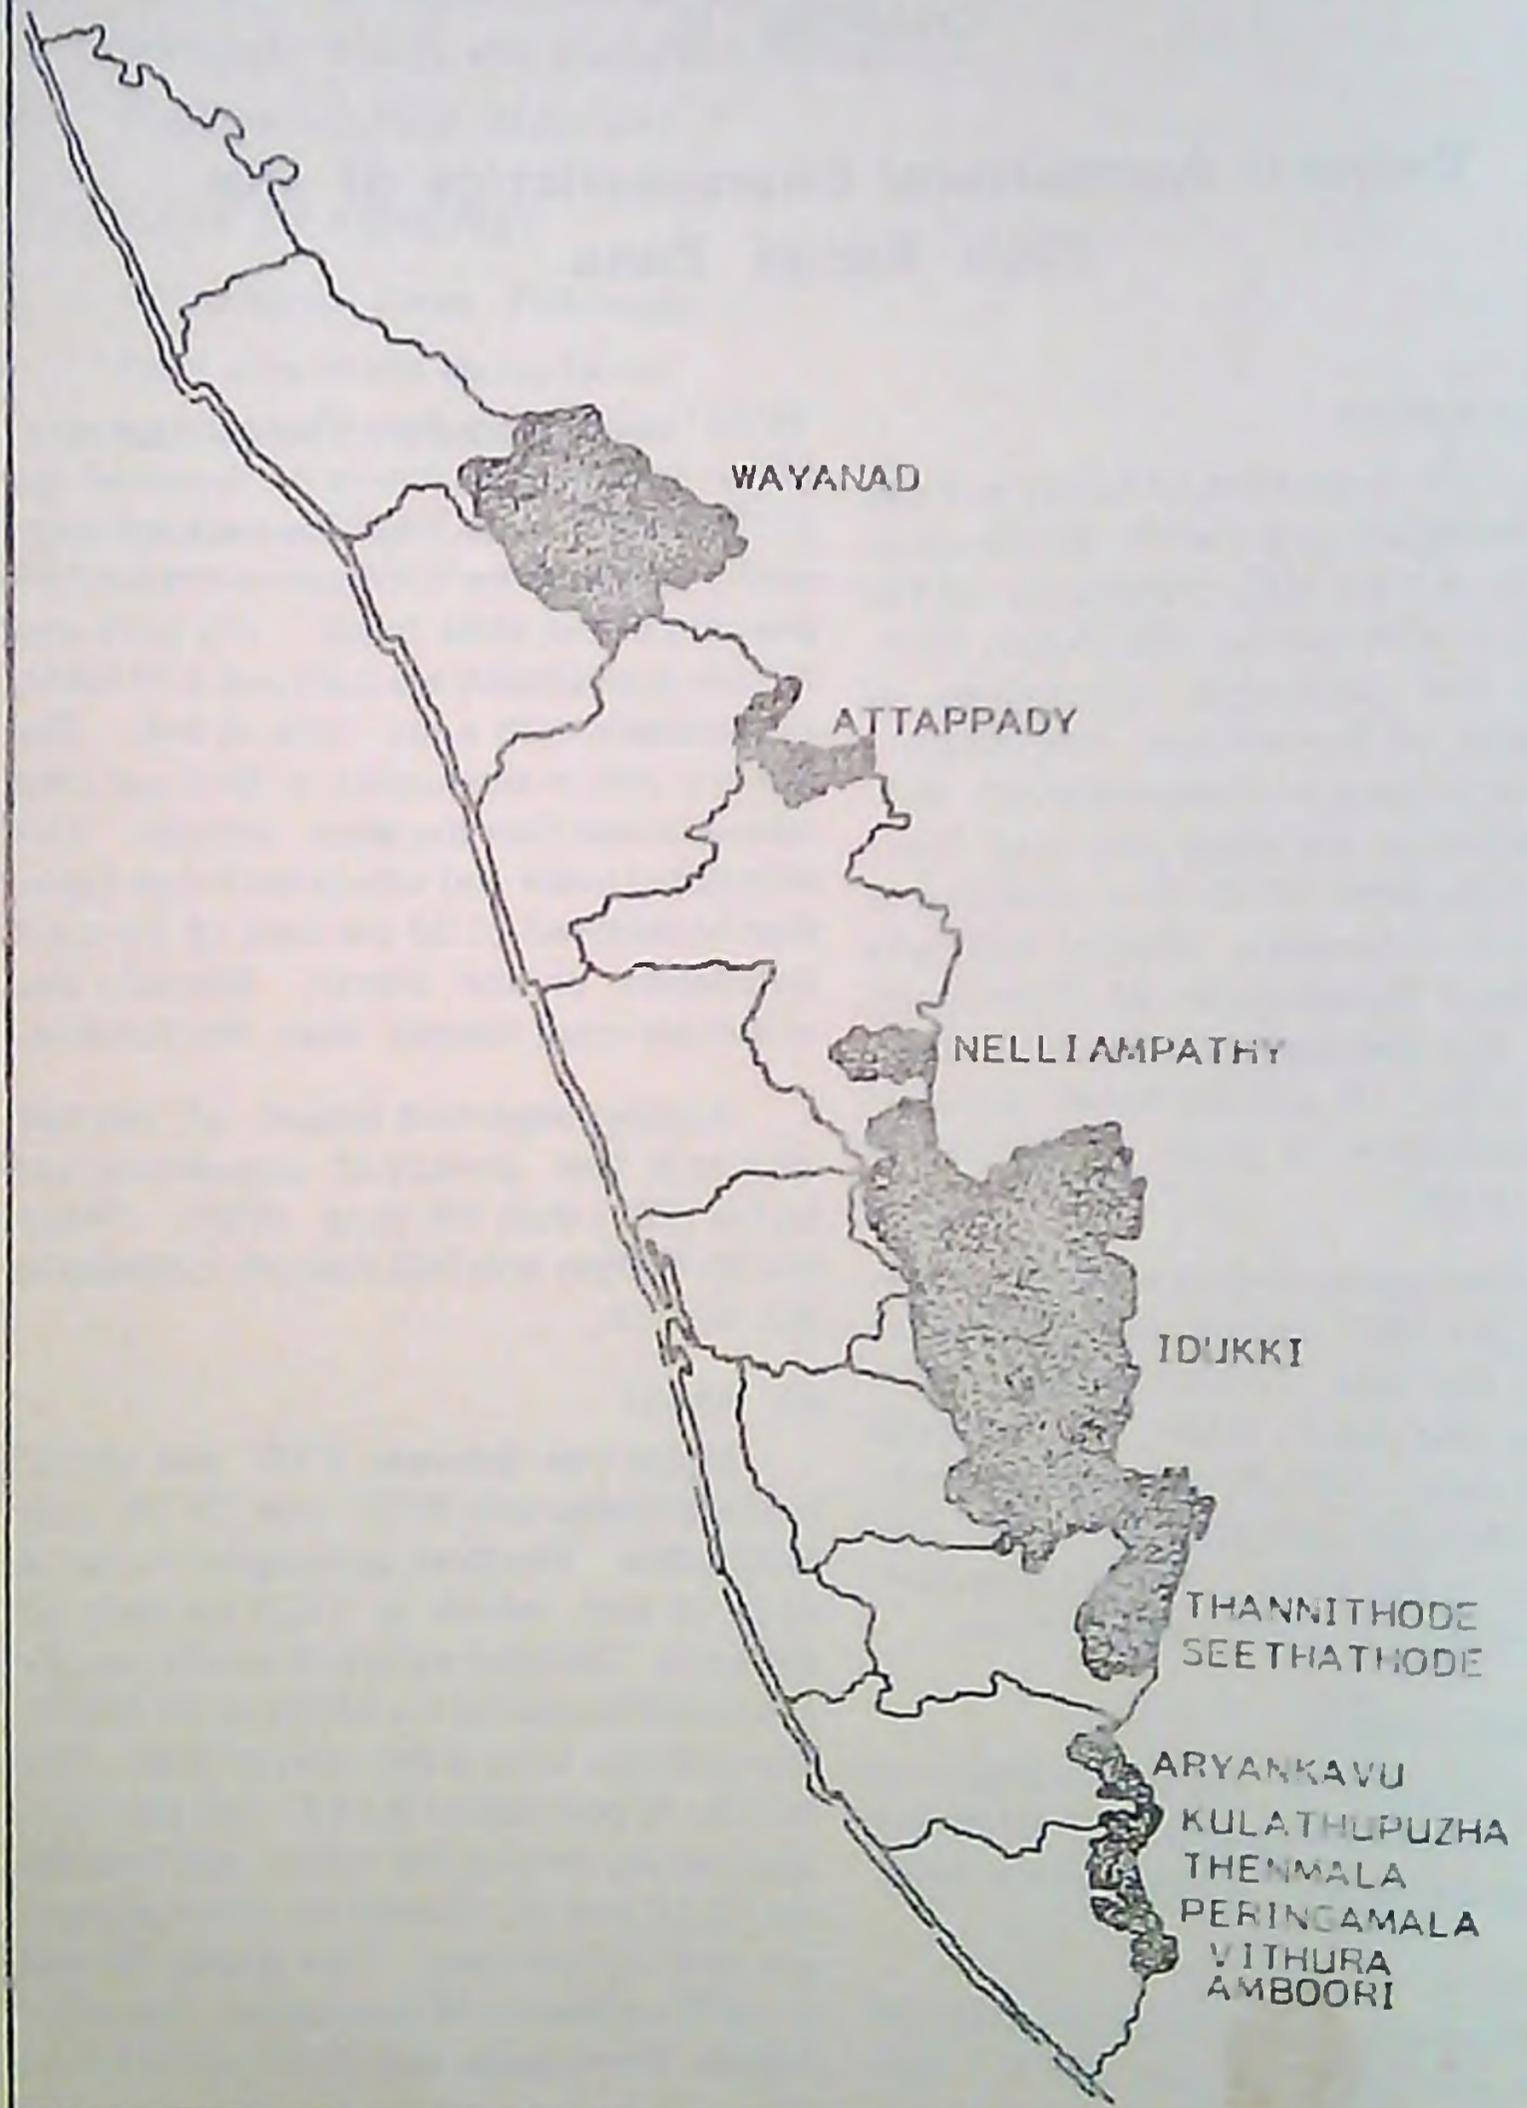 WAYANAD
ATTAPPADY
NELLIAMPATHY
IDUKKI
THANNITHODE
SEETHATHODE
ARYANKAVU
KULATHUPUZHA
THENMALA
PERINGAMALA
VITHURA
AMBOORI